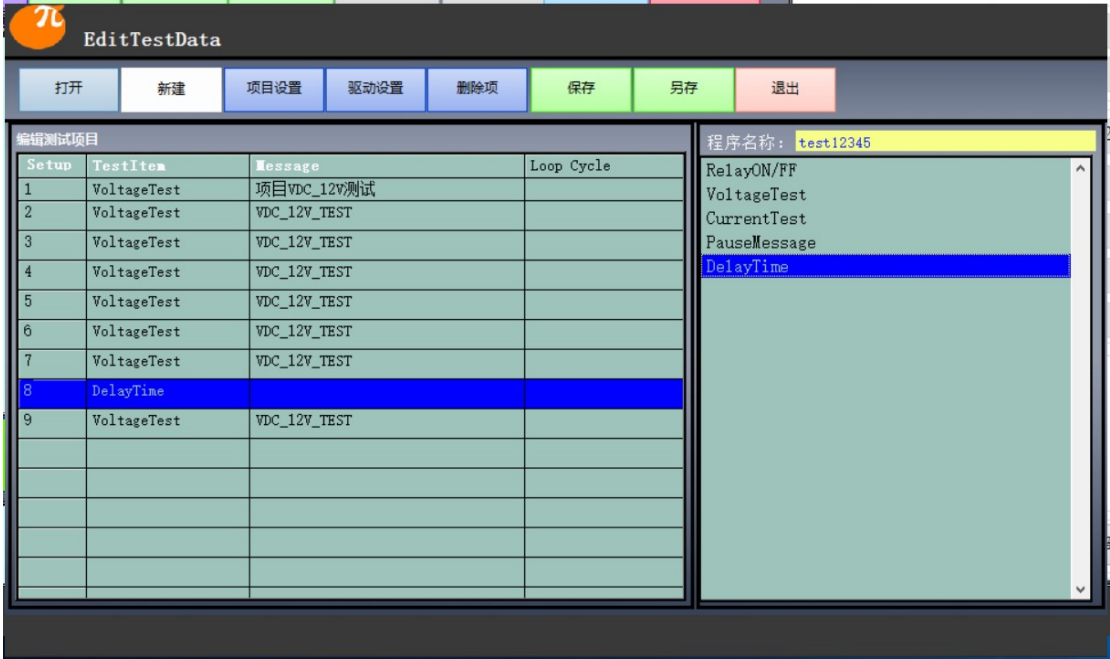 π
EditTestData
打开 新建 项目设置 驱动设置 删除项 保存 另存 退出
编辑测试项目
Setup TestItem Message Loop Cycle
1 VoltageTest 项目VDC_12V测试
2 VoltageTest VDC_12V_TEST
3 VoltageTest VDC_12V_TEST
4 VoltageTest VDC_12V_TEST
5 VoltageTest VDC_12V_TEST
6 VoltageTest VDC_12V_TEST
7 VoltageTest VDC_12V_TEST
8 DelayTime
9 VoltageTest VDC_12V_TEST
程序名称: test12345
RelayON/FF
VoltageTest
CurrentTest
PauseMessage
DelayTime